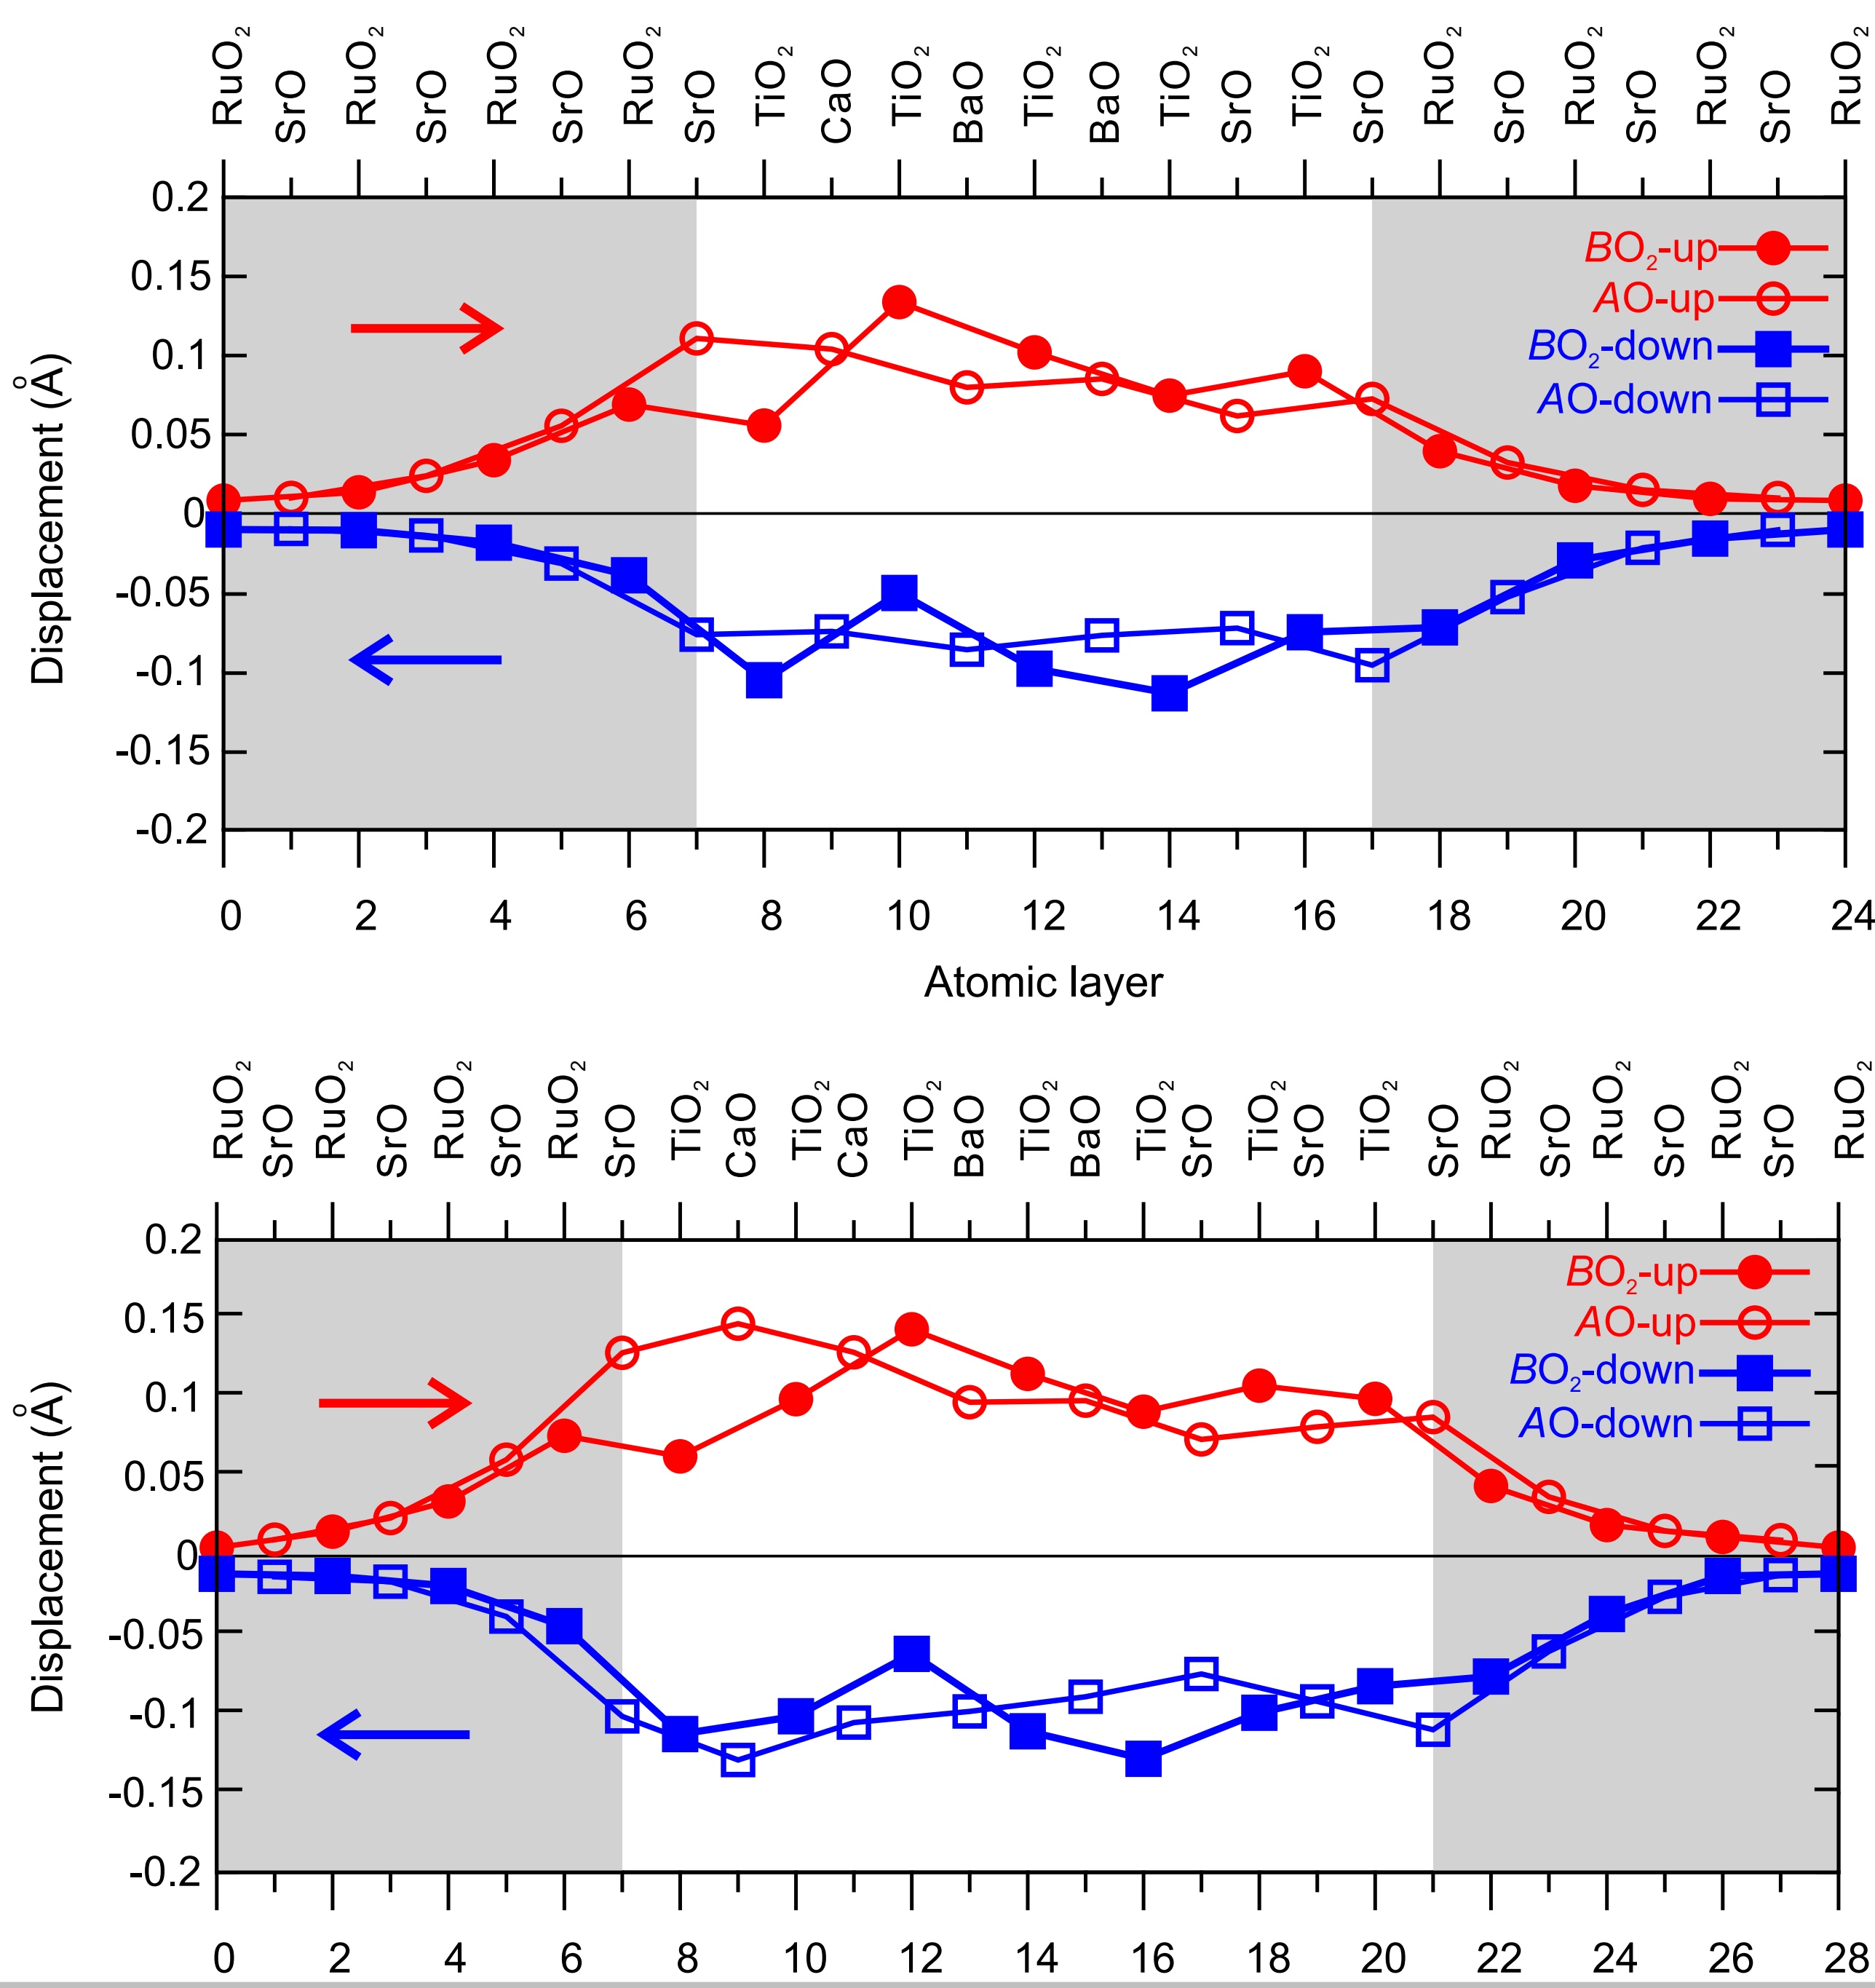 RuO2 SrO RuO2 SrO RuO2 SrO RuO2 SrO TiO2 CaO TiO2 BaO TiO2 BaO TiO2 SrO TiO2 SrO RuO2 SrO RuO2 SrO RuO2 SrO RuO2
0.2
0.15
0.1
0.05
0
-0.05
-0.1
-0.15
-0.2
Displacement (Å)
BO2-up
AO-up
BO2-down
AO-down
0 2 4 6 8 10 12 14 16 18 20 22 24
Atomic layer
RuO2 SrO RuO2 SrO RuO2 SrO RuO2 SrO TiO2 CaO TiO2 CaO TiO2 BaO TiO2 BaO TiO2 SrO TiO2 SrO TiO2 SrO RuO2 SrO RuO2 SrO RuO2 SrO RuO2
0.2
0.15
0.1
0.05
0
-0.05
-0.1
-0.15
-0.2
Displacement (Å)
BO2-up
AO-up
BO2-down
AO-down
0 2 4 6 8 10 12 14 16 18 20 22 24 26 28